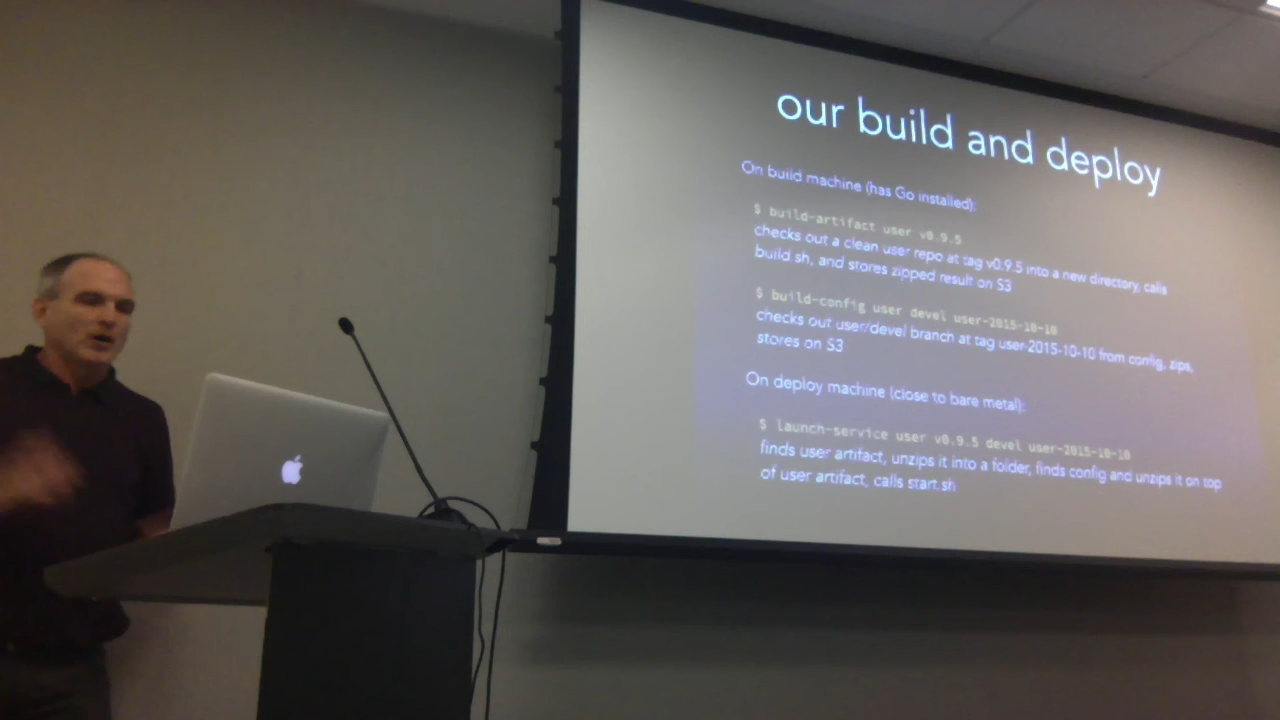 our build and deploy
On build machine (has Go installed):
$ build-artifact user v0.9.5
checks out a clean user repo at tag v0.9.5 into a new directory, calls
build.sh, and stores zipped result on S3
$ build-config user devel user-2015-10-10
checks out user/devel branch at tag user-2015-10-10 from config, zips,
stores on S3
On deploy machine (close to bare metal):
$ launch-service user v0.9.5 devel user-2015-10-10
finds user artifact, unzips it into a folder, finds config and unzips it on top
of user artifact, calls start.sh